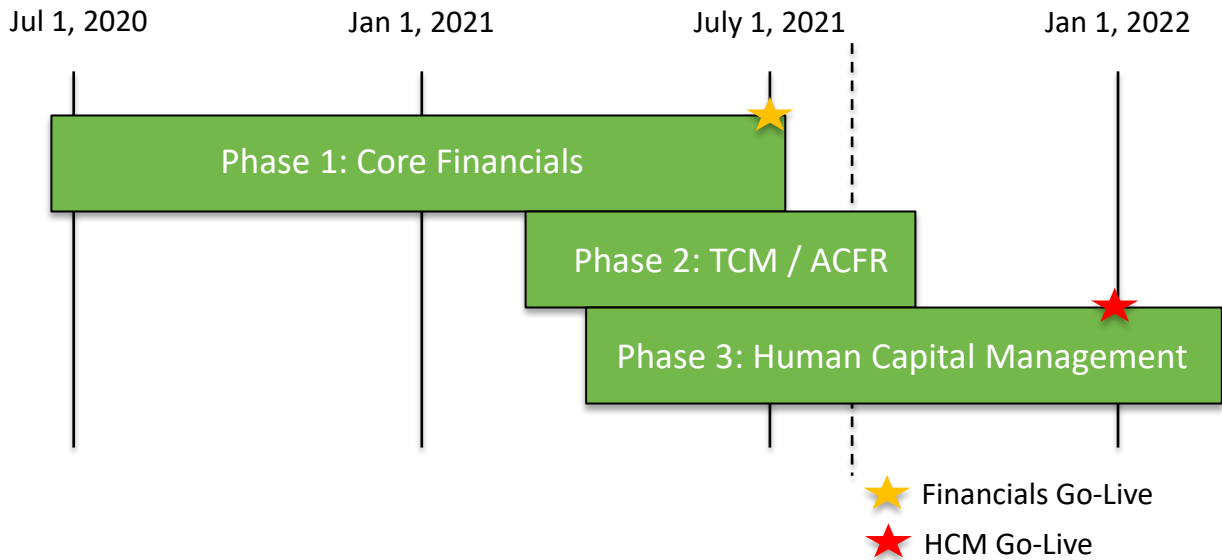 Jul 1, 2020
Jan 1, 2021
July 1, 2021
Jan 1, 2022
Phase 1: Core Financials
Phase 2: TCM / ACFR
Phase 3: Human Capital Management
Financials Go-Live
HCM Go-Live